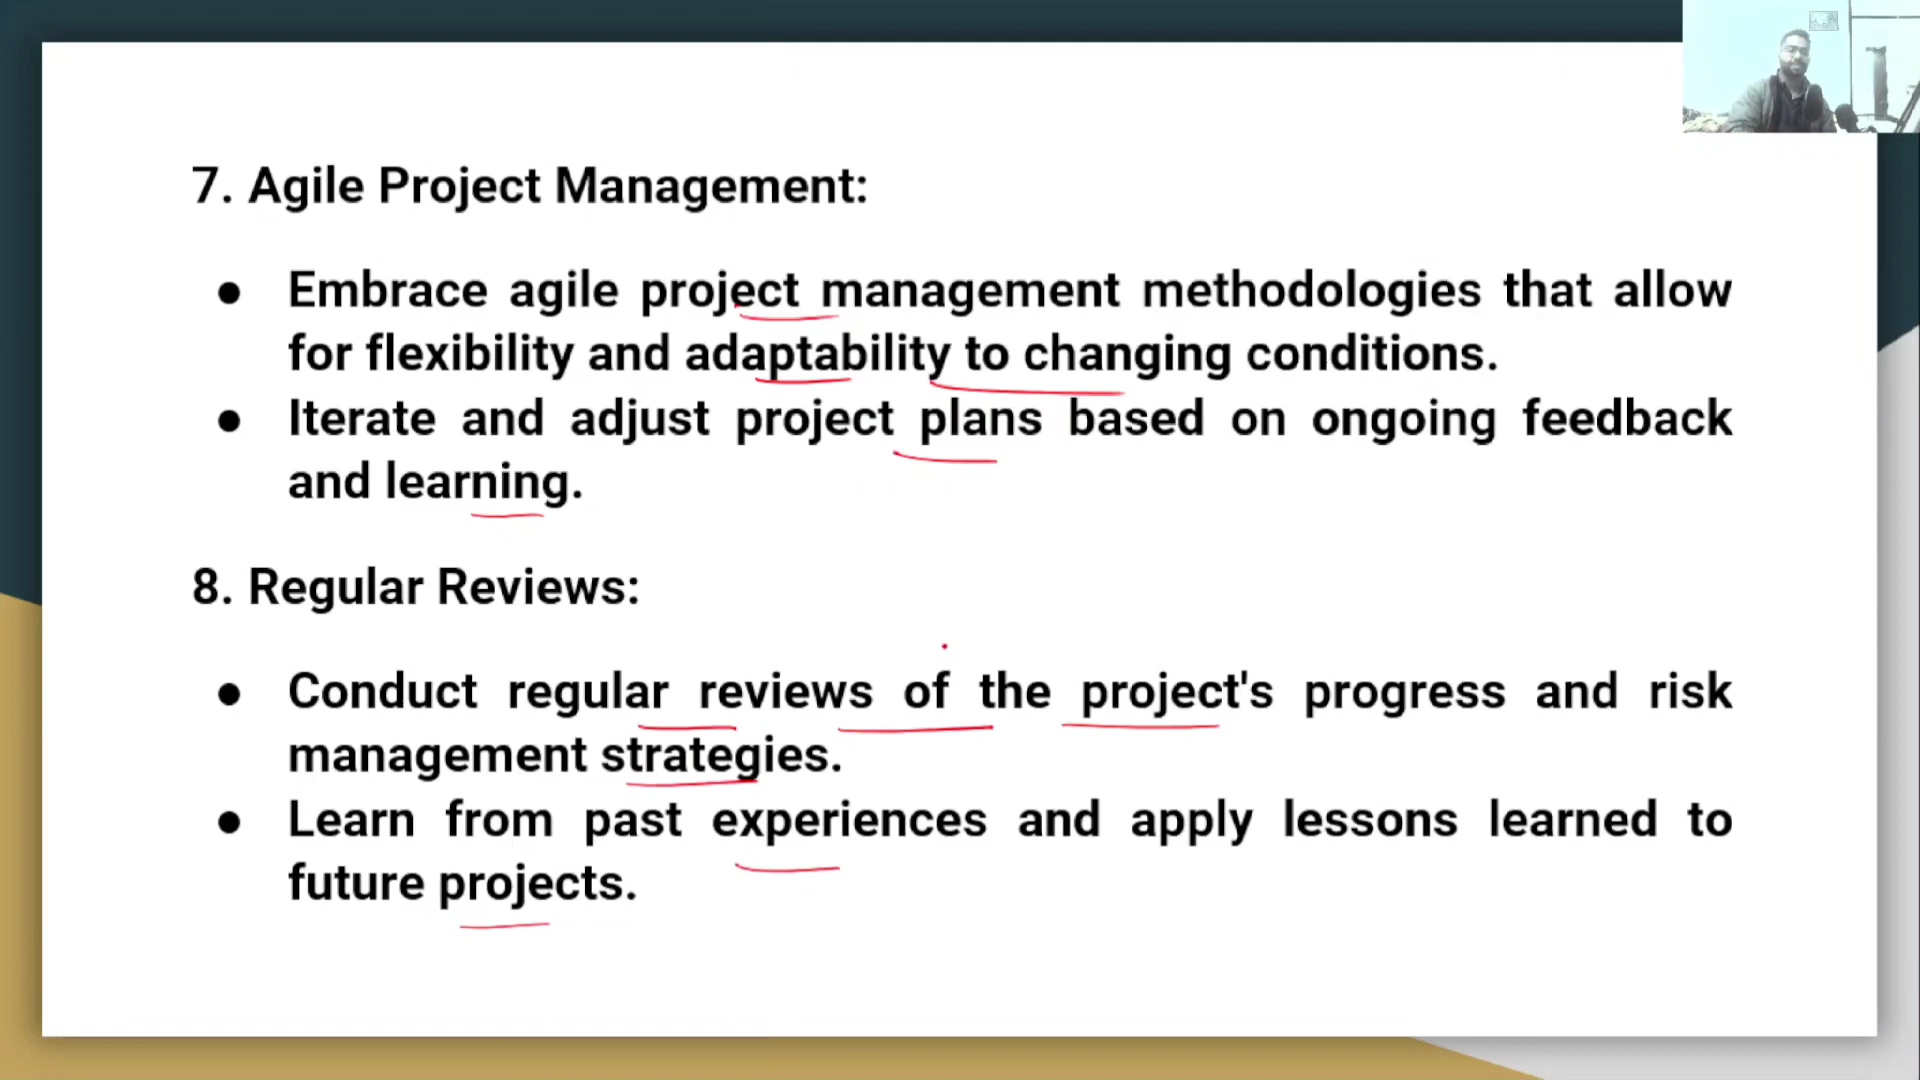 7. Agile Project Management:
● Embrace agile project management methodologies that allow
for flexibility and adaptability to changing conditions.
● Iterate and adjust project plans based on ongoing feedback
and learning.
8. Regular Reviews:
● Conduct regular reviews of the project's progress and risk
management strategies.
● Learn from past experiences and apply lessons learned to
future projects.